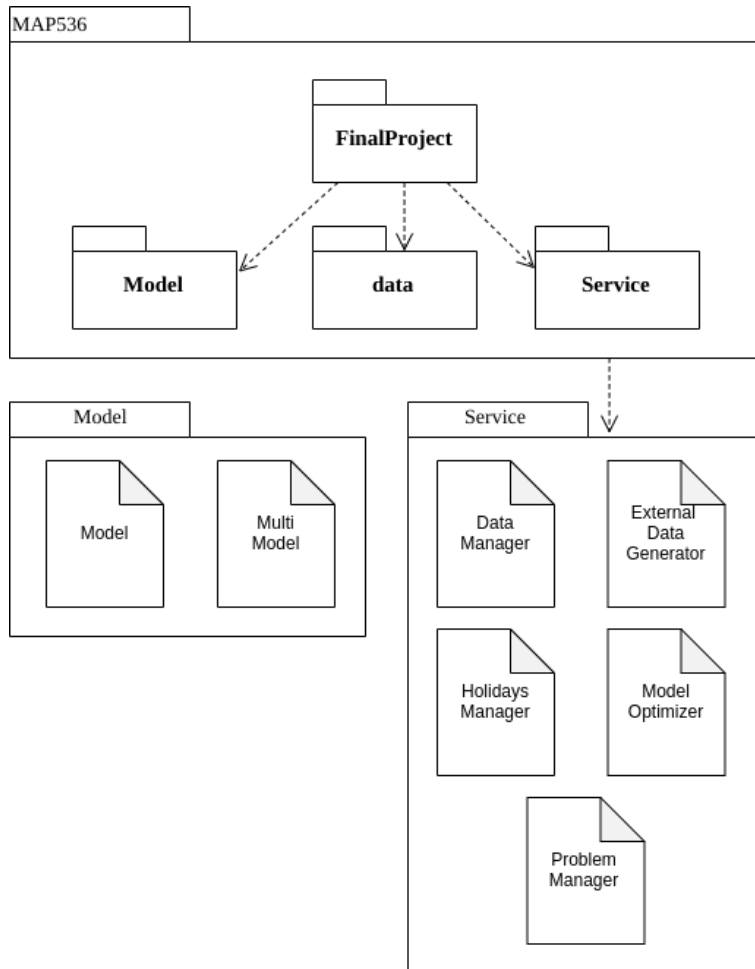 MAP536
FinalProject
Model
data
Service
Model
Service
Model
Multi
Model
Data
Manager
External
Data
Generator
Holidays
Manager
Model
Optimizer
Problem
Manager